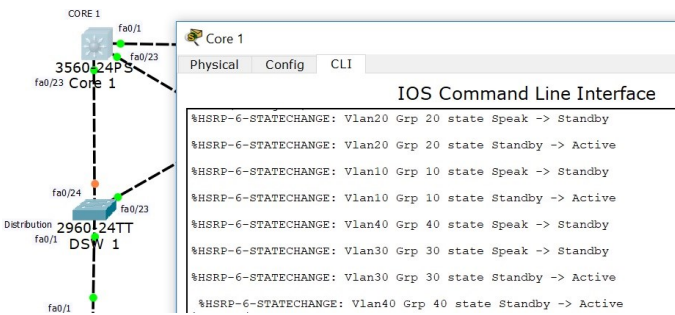 CORE 1
fa0/1
fa0/23
3560-24PS
fa0/23 Core 1
fa0/24
fa0/23
Distribution 2960-24TT
fa0/1 DSW 1
fa0/1
Core 1
Physical Config CLI
IOS Command Line Interface
%HSRP-6-STATECHANGE: Vlan20 Grp 20 state Speak -> Standby
%HSRP-6-STATECHANGE: Vlan20 Grp 20 state Standby -> Active
%HSRP-6-STATECHANGE: Vlan10 Grp 10 state Speak -> Standby
%HSRP-6-STATECHANGE: Vlan10 Grp 10 state Standby -> Active
%HSRP-6-STATECHANGE: Vlan40 Grp 40 state Speak -> Standby
%HSRP-6-STATECHANGE: Vlan30 Grp 30 state Speak -> Standby
%HSRP-6-STATECHANGE: Vlan30 Grp 30 state Standby -> Active
%HSRP-6-STATECHANGE: Vlan40 Grp 40 state Standby -> Active